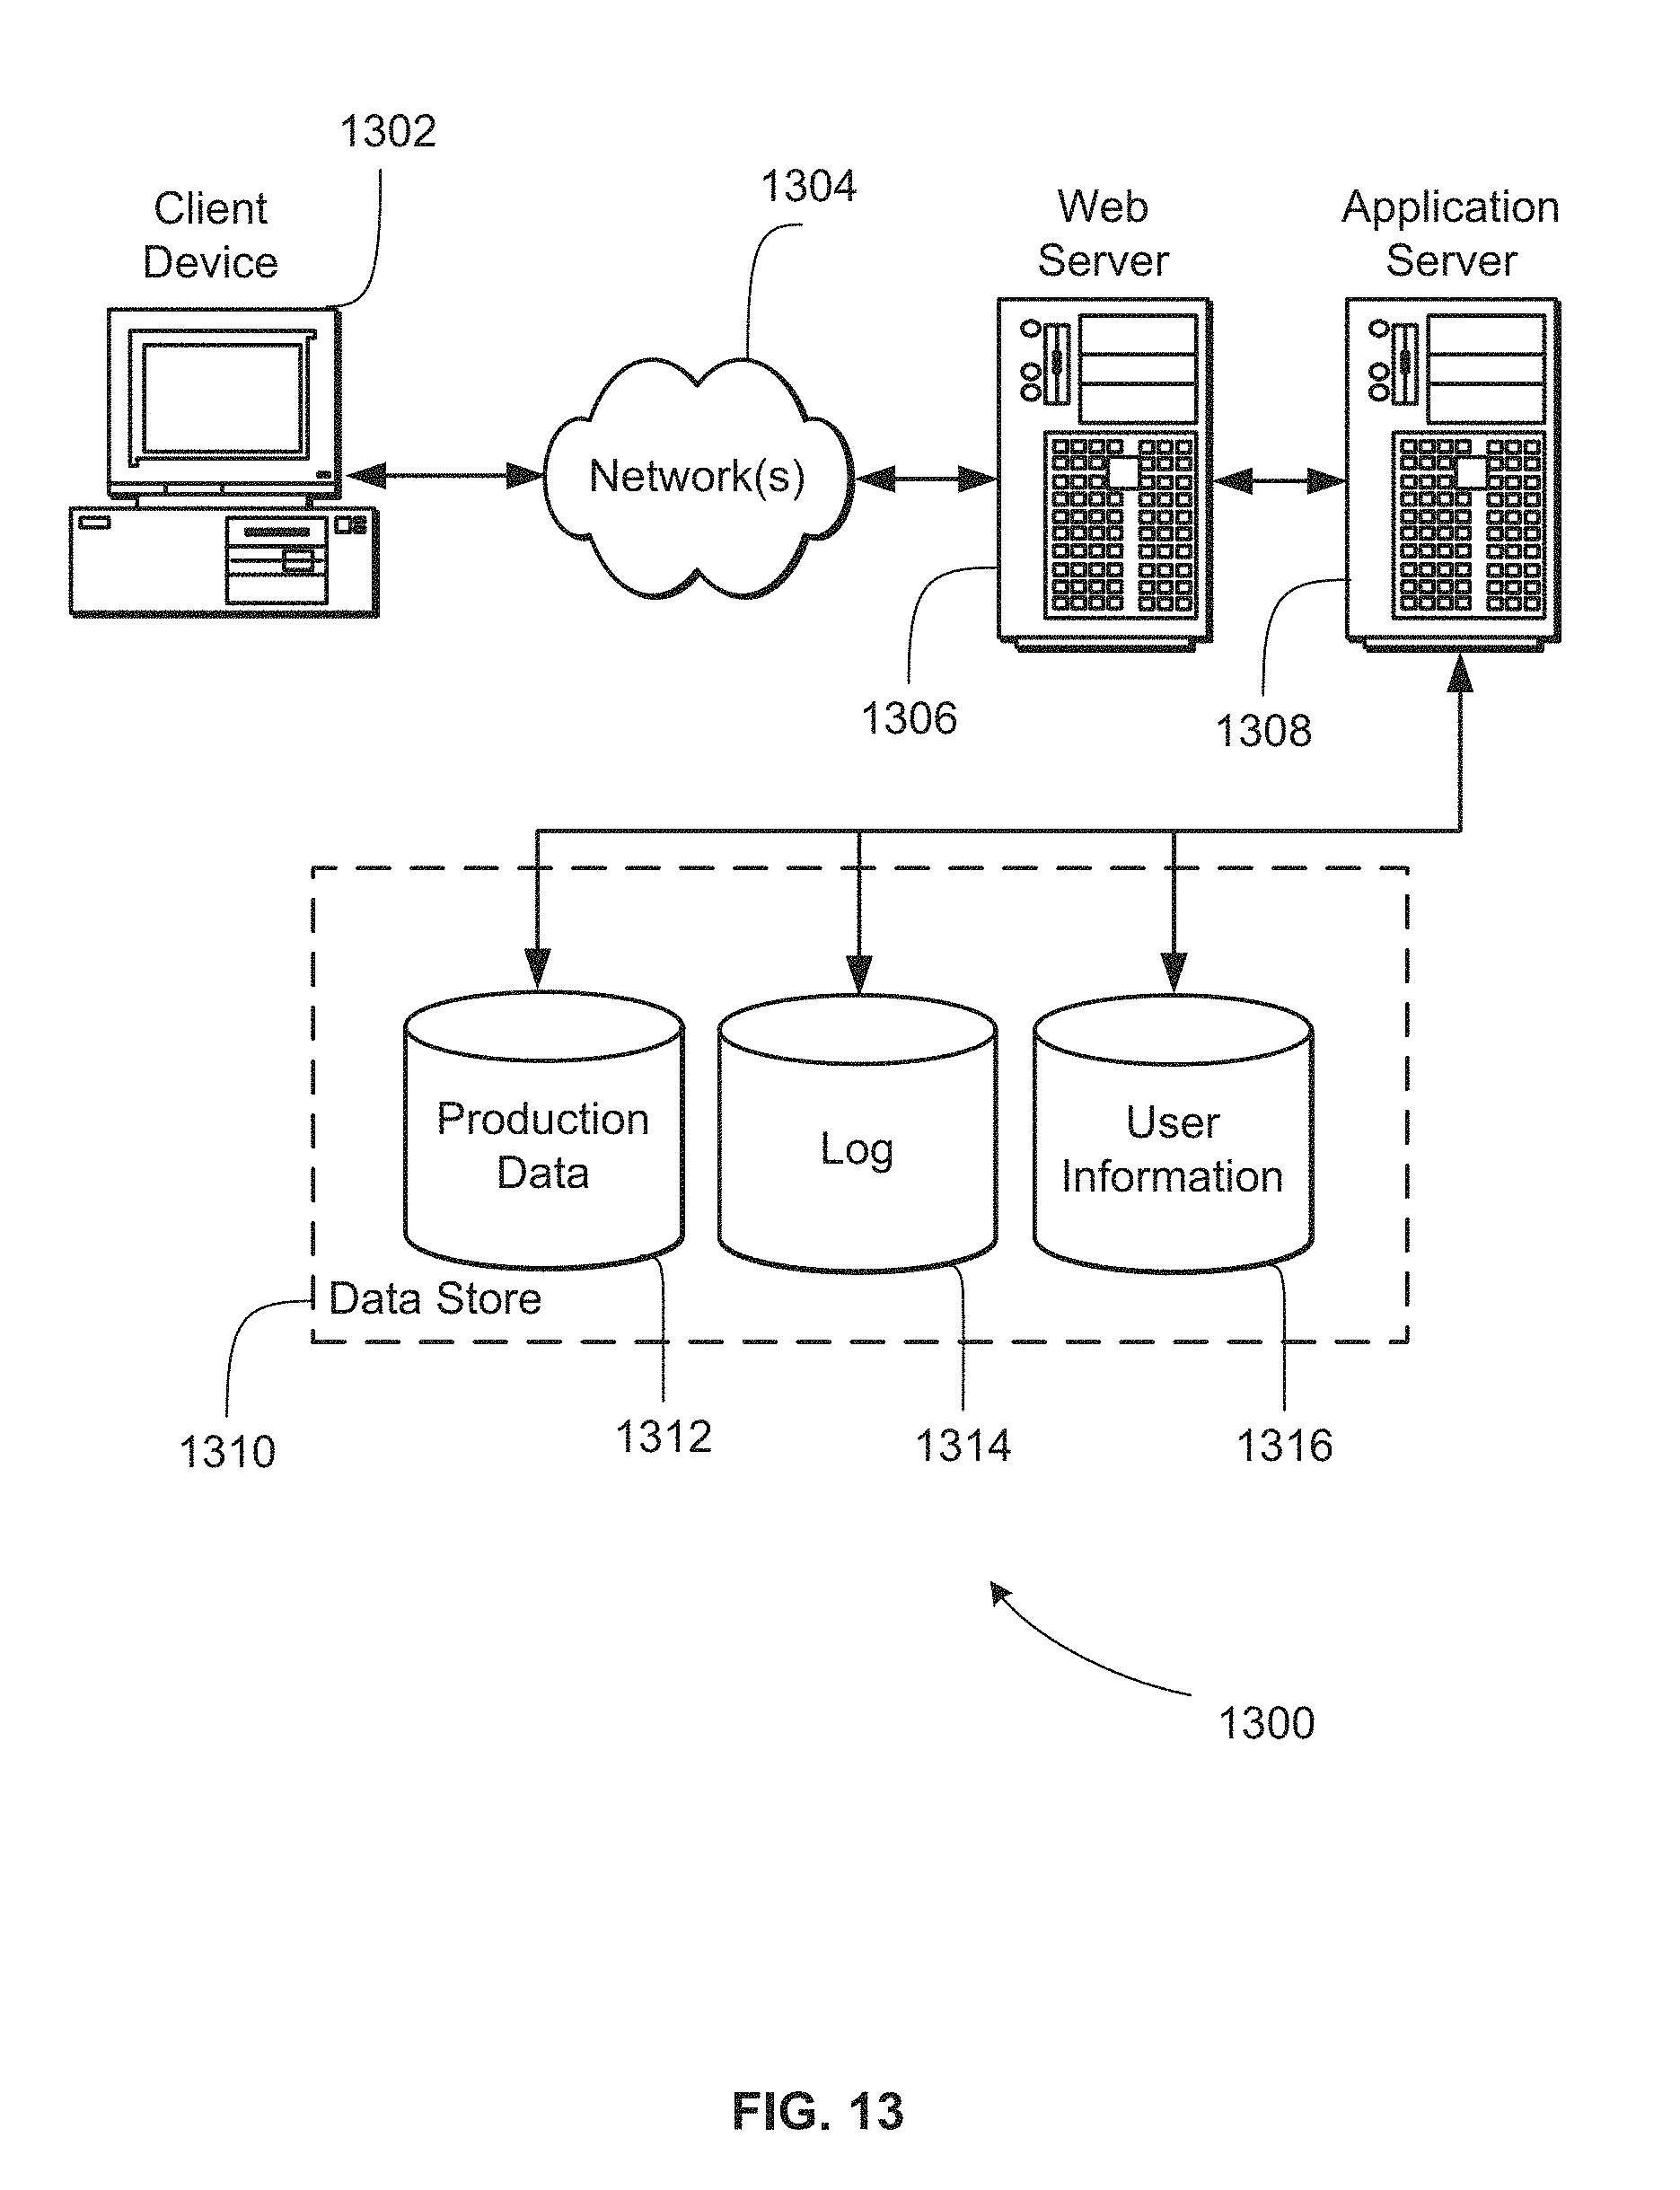 1302
1304
Client
Device
Web
Server
Application
Server
Network(s)
1306
1308
Production
Data
Log
User
Information
Data Store
1310
1312
1314
1316
1300
FIG. 13